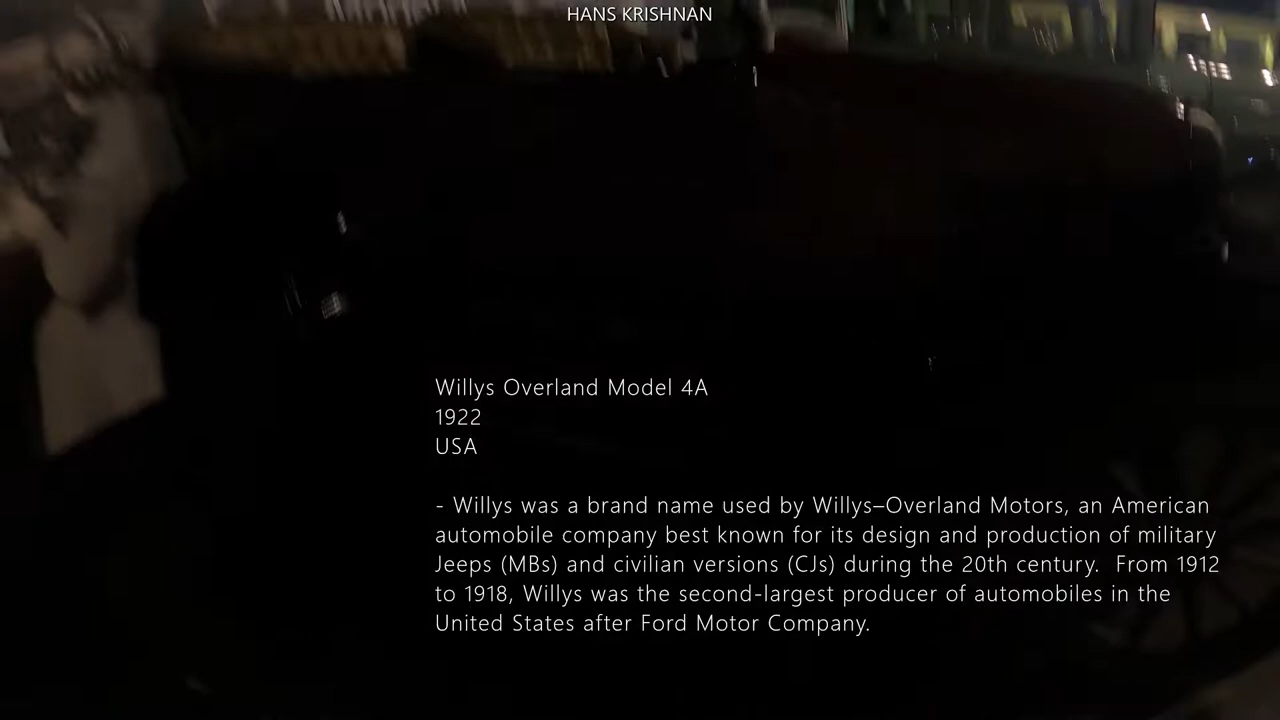 HANS KRISHNAN
Willys Overland Model 4A
1922
USA
- Willys was a brand name used by Willys–Overland Motors, an American
automobile company best known for its design and production of military
Jeeps (MBs) and civilian versions (CJs) during the 20th century.  From 1912
to 1918, Willys was the second-largest producer of automobiles in the
United States after Ford Motor Company.